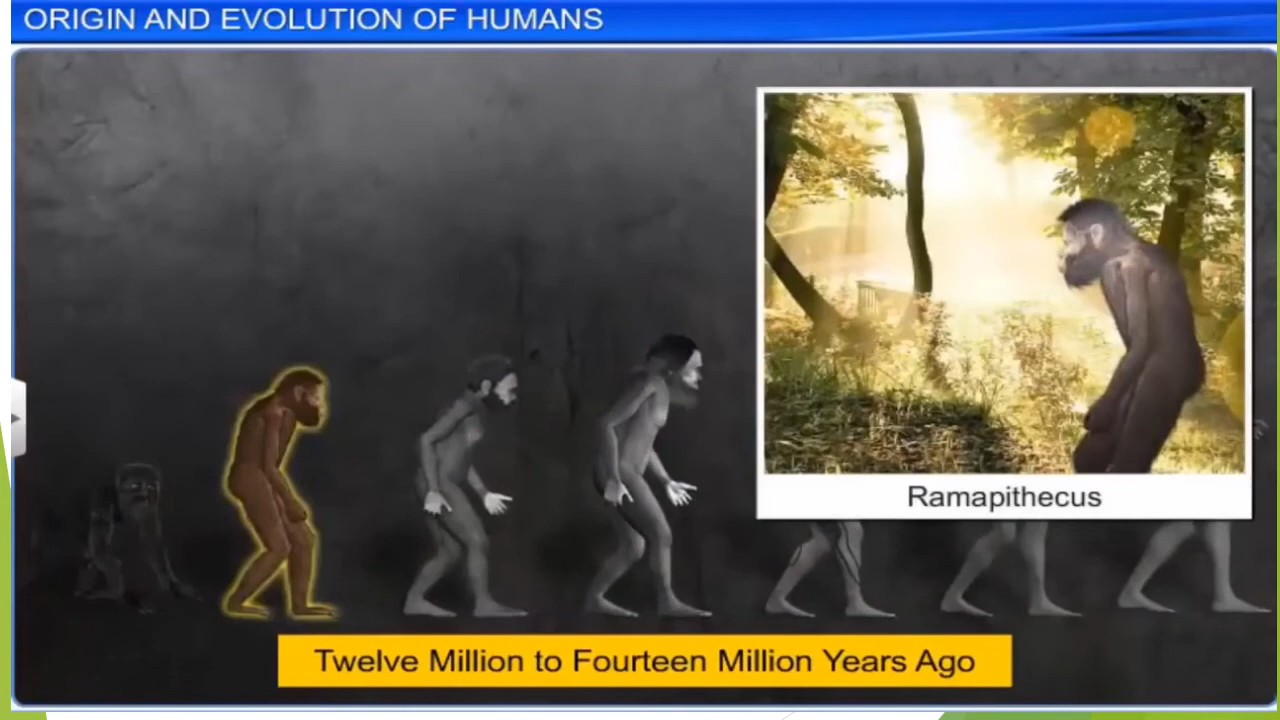 ORIGIN AND EVOLUTION OF HUMANS
Ramapithecus
Twelve Million to Fourteen Million Years Ago